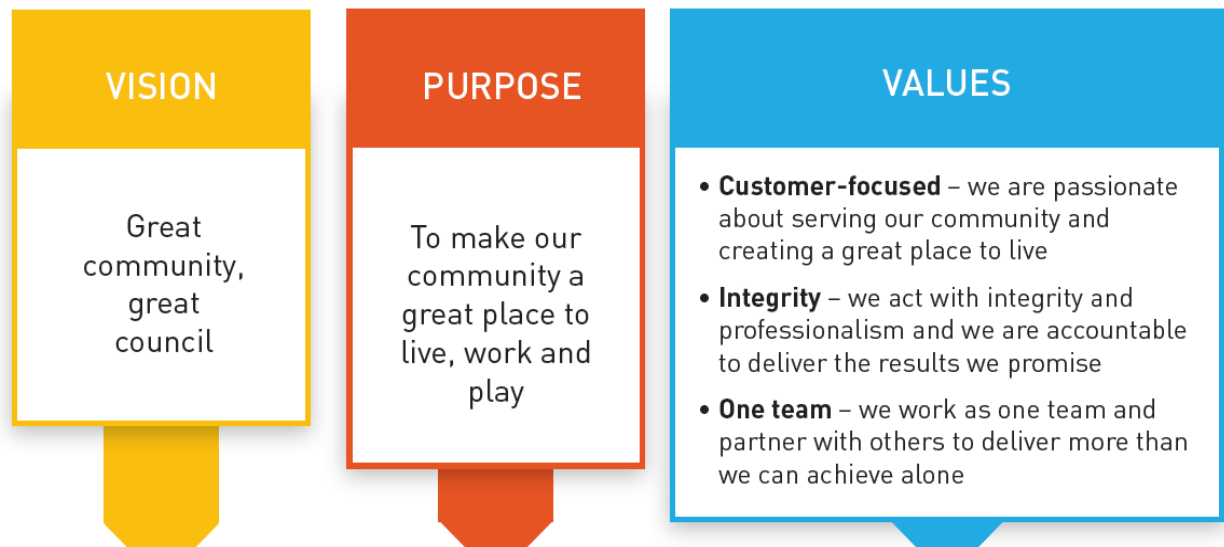 VISION
Great
community,
great
council
PURPOSE
To make our
community a
great place to
live, work and
play
VALUES
• Customer-focused – we are passionate
about serving our community and
creating a great place to live
• Integrity – we act with integrity and
professionalism and we are accountable
to deliver the results we promise
• One team – we work as one team and
partner with others to deliver more than
we can achieve alone